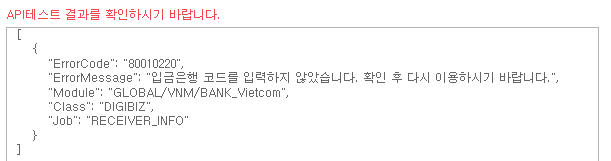 API테스트 결과를 확인하시기 바랍니다.
[
{
"ErrorCode": "80010220",
"ErrorMessage": "입금은행 코드를 입력하지 않았습니다. 확인 후 다시 이용하시기 바랍니다.",
"Module": "GLOBAL/VNM/BANK_Vietcom",
"Class": "DIGIBIZ",
"Job": "RECEIVER_INFO"
}
]